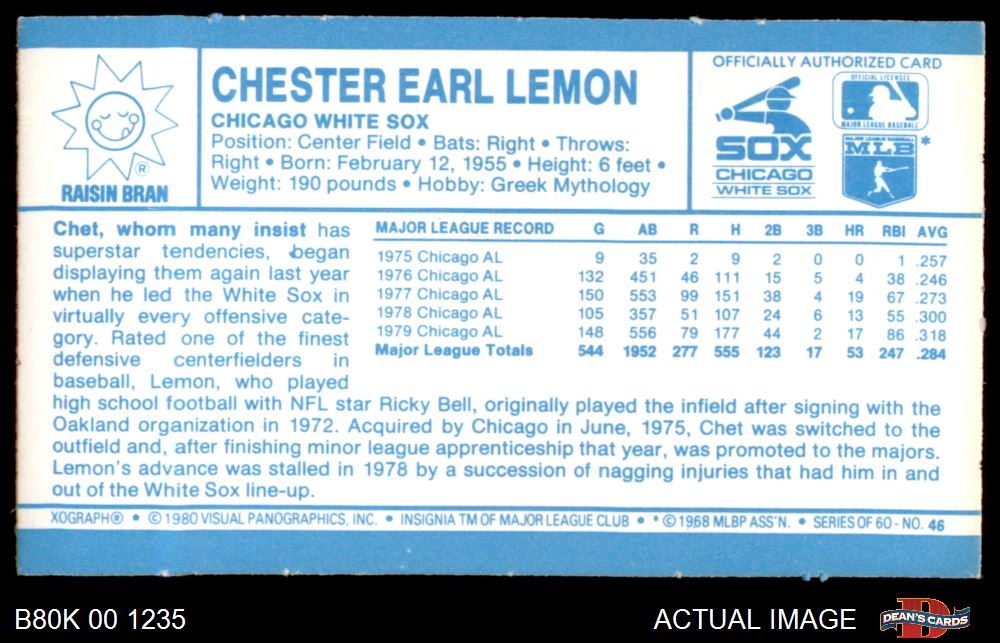 RAISIN BRAN
®
CHESTER EARL LEMON
CHICAGO WHITE SOX
Position: Center Field • Bats: Right • Throws:
Right • Born: February 12, 1955 • Height: 6 feet •
Weight: 190 pounds • Hobby: Greek Mythology
OFFICIALLY AUTHORIZED CARD
SOX
CHICAGO
WHITE SOX
OFFICIAL LICENSEE
MAJOR LEAGUE BASEBALL
MAJOR LEAGUE BASEBALL
MLB *
Chet, whom many insist has
superstar tendencies, began
displaying them again last year
when he led the White Sox in
virtually every offensive cate-
gory. Rated one of the finest
defensive centerfielders in
baseball, Lemon, who played
high school football with NFL star Ricky Bell, originally played the infield after signing with the
Oakland organization in 1972. Acquired by Chicago in June, 1975, Chet was switched to the
outfield and, after finishing minor league apprenticeship that year, was promoted to the majors.
Lemon's advance was stalled in 1978 by a succession of nagging injuries that had him in and
out of the White Sox line-up.
MAJOR LEAGUE RECORD G AB R H 2B 3B HR RBI AVG
1975 Chicago AL 9 35 2 9 2 0 0 1 .257
1976 Chicago AL 132 451 46 111 15 5 4 38 .246
1977 Chicago AL 150 553 99 151 38 4 19 67 .273
1978 Chicago AL 105 357 51 107 24 6 13 55 .300
1979 Chicago AL 148 556 79 177 44 2 17 86 .318
Major League Totals 544 1952 277 555 123 17 53 247 .284
XOGRAPH® • © 1980 VISUAL PANOGRAPHICS, INC. • INSIGNIA TM OF MAJOR LEAGUE CLUB • * © 1968 MLBP ASS'N. • SERIES OF 60 - NO. 46
B80K 00 1235
ACTUAL IMAGE
D
DEAN'S CARDS